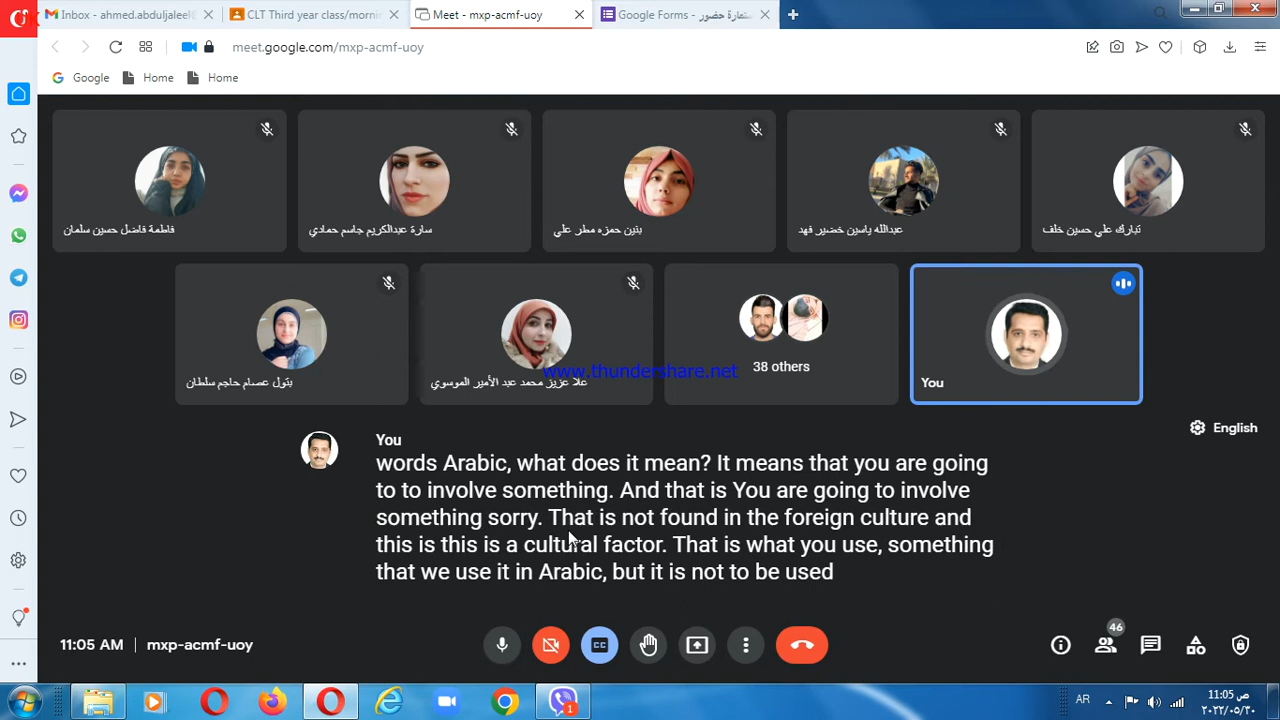 Inbox - ahmed.abduljaleel
CLT Third year class/mornin
Meet - mxp-acmf-uoy
Google Forms - ستمارة حضور
meet.google.com/mxp-acmf-uoy
Google
Home
Home
فاطمة فاضل حسين سلمان
سارة عبدالكريم جاسم حمادي
بنين حمزه مطر علي
عبدالله ياسين خضير فهد
تبارك علي حسين خلف
بتول عصام حاجم سلطان
علا عزيز محمد عبد الأمير الموسوي
38 others
You
www.thundershare.net
English
You
words Arabic, what does it mean? It means that you are going
to to involve something. And that is You are going to involve
something sorry. That is not found in the foreign culture and
this is this is a cultural factor. That is what you use, something
that we use it in Arabic, but it is not to be used
11:05 AM
mxp-acmf-uoy
CC
46
1
AR
11:05 ص
٢٠٢٢/٠٥/٣٠